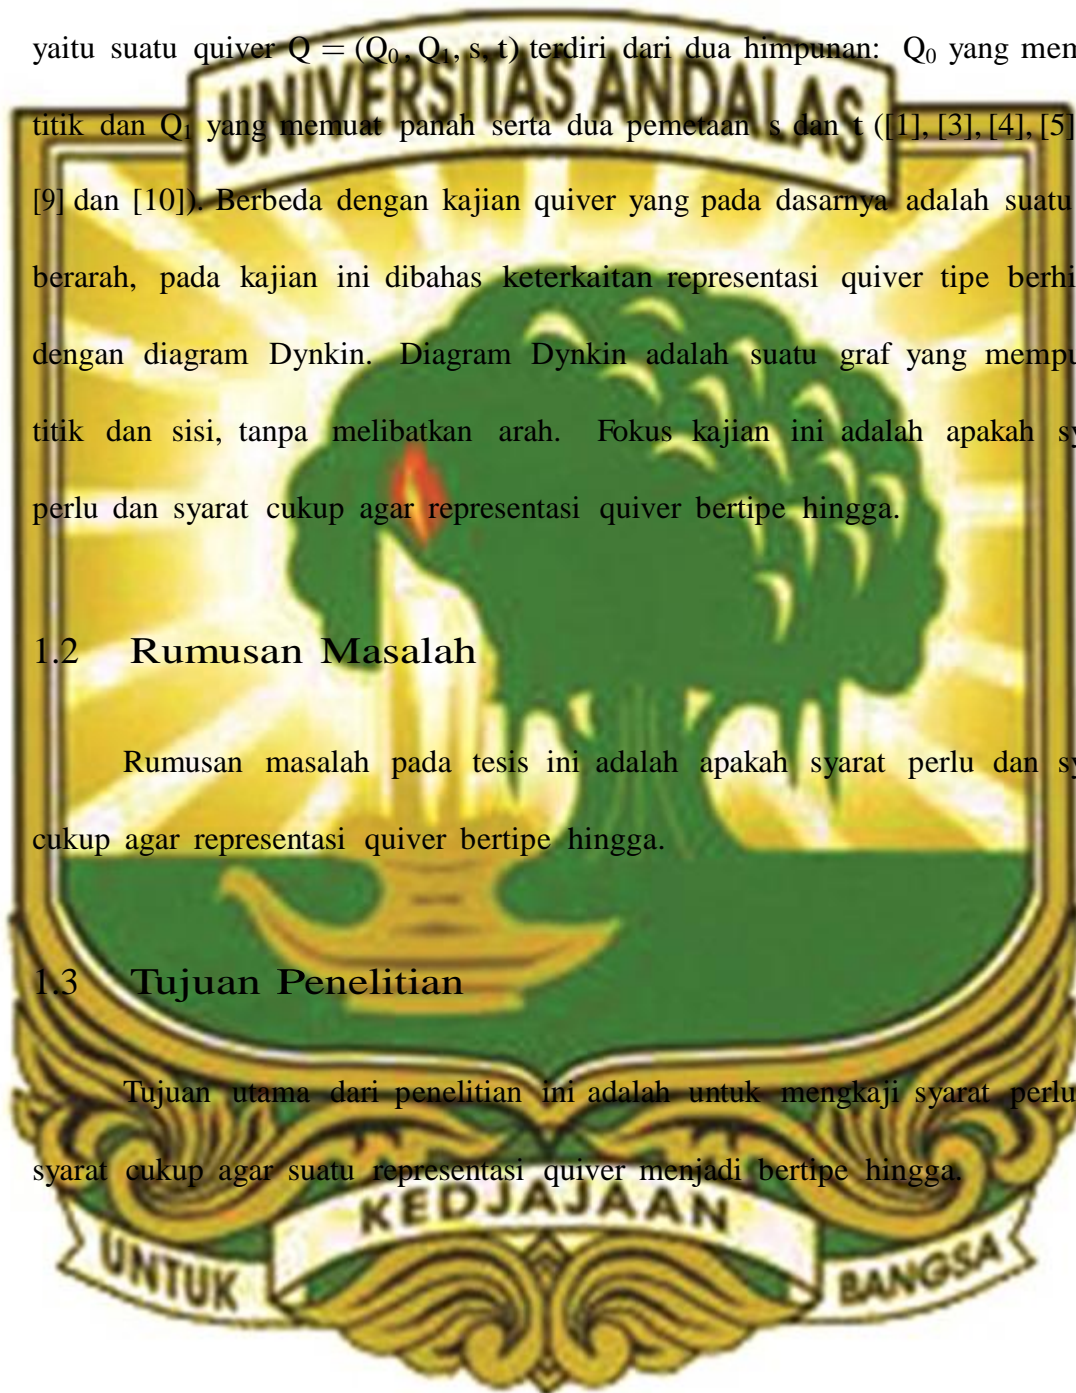 yaitu suatu quiver Q = (Q₀, Q₁, s, t) terdiri dari dua himpunan: Q₀ yang mem
UNIVERSITAS ANDALAS
titik dan Q₁ yang memuat panah serta dua pemetaan s dan t ([1], [3], [4], [5]
[9] dan [10]). Berbeda dengan kajian quiver yang pada dasarnya adalah suatu
berarah, pada kajian ini dibahas keterkaitan representasi quiver tipe berhi
dengan diagram Dynkin. Diagram Dynkin adalah suatu graf yang mempu
titik dan sisi, tanpa melibatkan arah. Fokus kajian ini adalah apakah sy
perlu dan syarat cukup agar representasi quiver bertipe hingga.
1.2 Rumusan Masalah
Rumusan masalah pada tesis ini adalah apakah syarat perlu dan sy
cukup agar representasi quiver bertipe hingga.
1.3 Tujuan Penelitian
Tujuan utama dari penelitian ini adalah untuk mengkaji syarat perlu
syarat cukup agar suatu representasi quiver menjadi bertipe hingga.
UNTUK KEDJAJAAN BANGSA